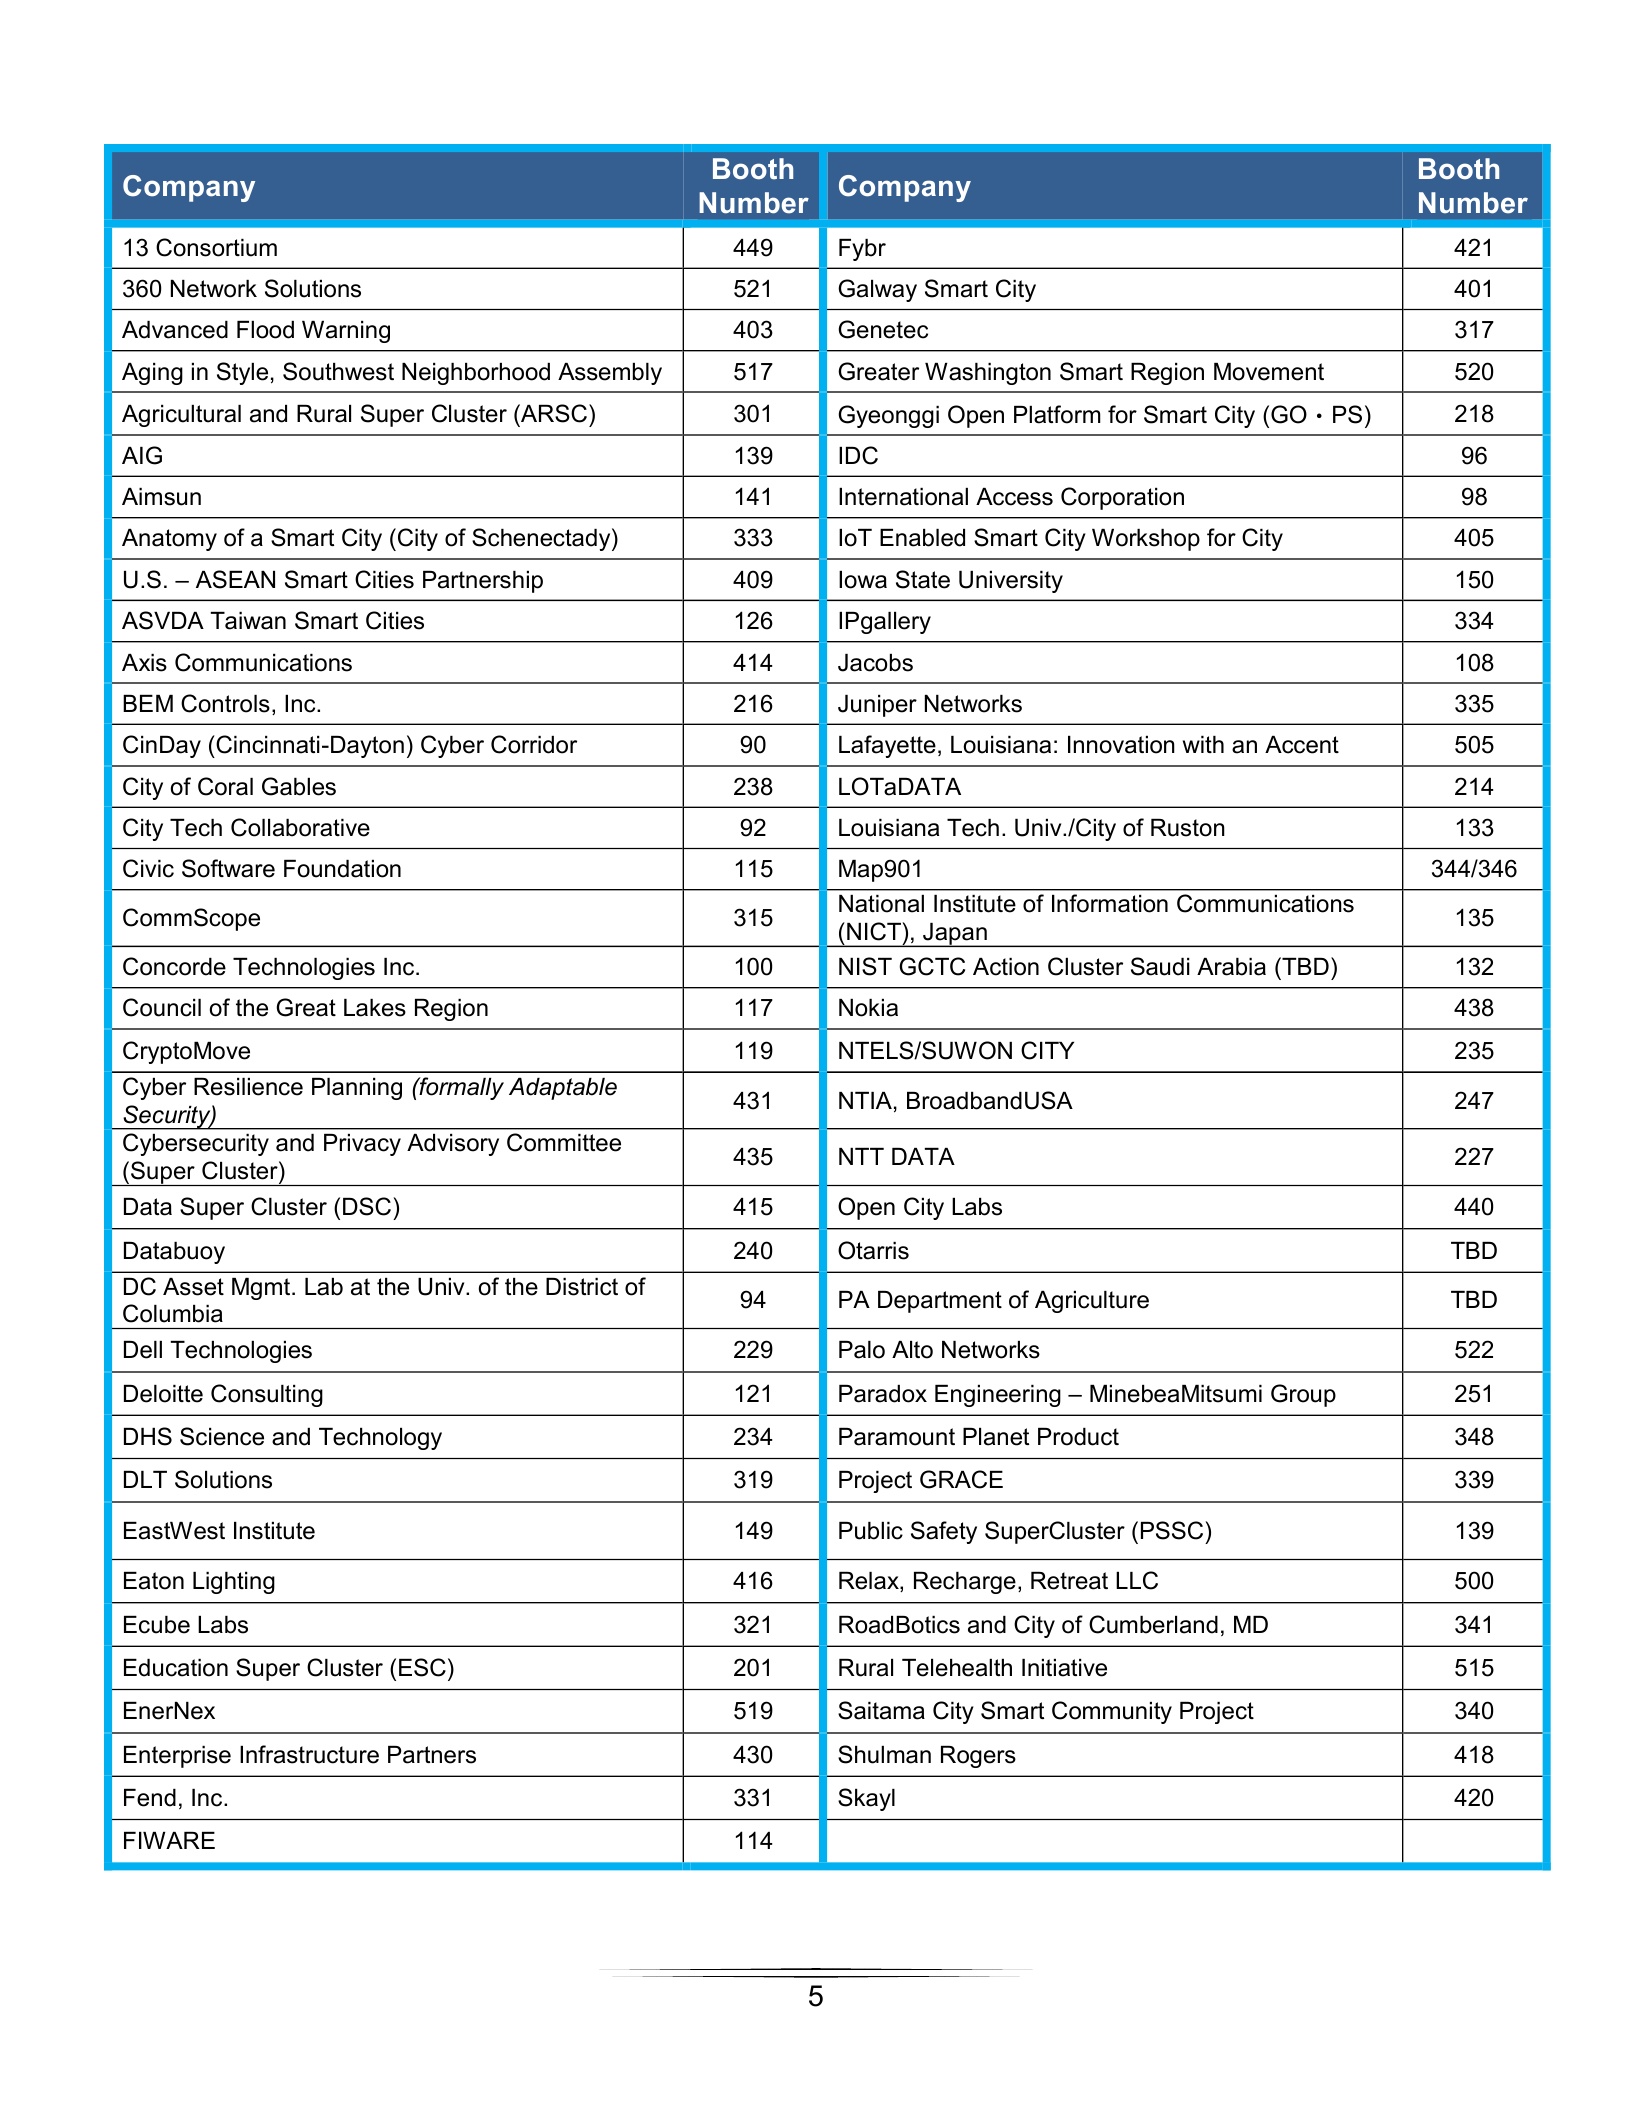 Company Booth Number Company Booth Number
13 Consortium 449 Fybr 421
360 Network Solutions 521 Galway Smart City 401
Advanced Flood Warning 403 Genetec 317
Aging in Style, Southwest Neighborhood Assembly 517 Greater Washington Smart Region Movement 520
Agricultural and Rural Super Cluster (ARSC) 301 Gyeonggi Open Platform for Smart City (GO・PS) 218
AIG 139 IDC 96
Aimsun 141 International Access Corporation 98
Anatomy of a Smart City (City of Schenectady) 333 IoT Enabled Smart City Workshop for City 405
U.S. – ASEAN Smart Cities Partnership 409 Iowa State University 150
ASVDA Taiwan Smart Cities 126 IPgallery 334
Axis Communications 414 Jacobs 108
BEM Controls, Inc. 216 Juniper Networks 335
CinDay (Cincinnati-Dayton) Cyber Corridor 90 Lafayette, Louisiana: Innovation with an Accent 505
City of Coral Gables 238 LOTaDATA 214
City Tech Collaborative 92 Louisiana Tech. Univ./City of Ruston 133
Civic Software Foundation 115 Map901 344/346
CommScope 315 National Institute of Information Communications
(NICT), Japan 135
Concorde Technologies Inc. 100 NIST GCTC Action Cluster Saudi Arabia (TBD) 132
Council of the Great Lakes Region 117 Nokia 438
CryptoMove 119 NTELS/SUWON CITY 235
Cyber Resilience Planning (formally Adaptable
Security) 431 NTIA, BroadbandUSA 247
Cybersecurity and Privacy Advisory Committee
(Super Cluster) 435 NTT DATA 227
Data Super Cluster (DSC) 415 Open City Labs 440
Databuoy 240 Otarris TBD
DC Asset Mgmt. Lab at the Univ. of the District of
Columbia 94 PA Department of Agriculture TBD
Dell Technologies 229 Palo Alto Networks 522
Deloitte Consulting 121 Paradox Engineering – MinebeaMitsumi Group 251
DHS Science and Technology 234 Paramount Planet Product 348
DLT Solutions 319 Project GRACE 339
EastWest Institute 149 Public Safety SuperCluster (PSSC) 139
Eaton Lighting 416 Relax, Recharge, Retreat LLC 500
Ecube Labs 321 RoadBotics and City of Cumberland, MD 341
Education Super Cluster (ESC) 201 Rural Telehealth Initiative 515
EnerNex 519 Saitama City Smart Community Project 340
Enterprise Infrastructure Partners 430 Shulman Rogers 418
Fend, Inc. 331 Skayl 420
FIWARE 114
5